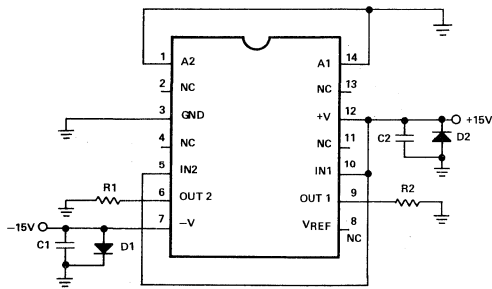 1 A2 A1 14
2 NC NC 13
3 GND +V 12 +15V
4 NC NC 11 C2 D2
5 IN2 IN1 10
R1 6 OUT 2 OUT 1 9 R2
-15V 7 −V VREF 8
C1 D1 NC